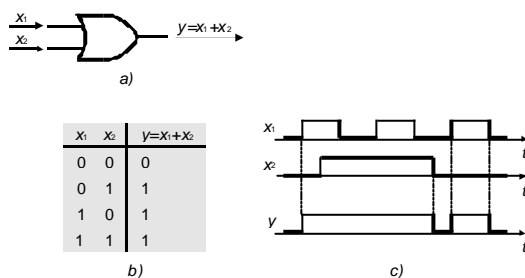 x₁
x₂
y=x₁+x₂
a)
x₁ x₂ y=x₁+x₂
0 0 0
0 1 1
1 0 1
1 1 1
b)
x₁
t
x₂
t
y
t
c)